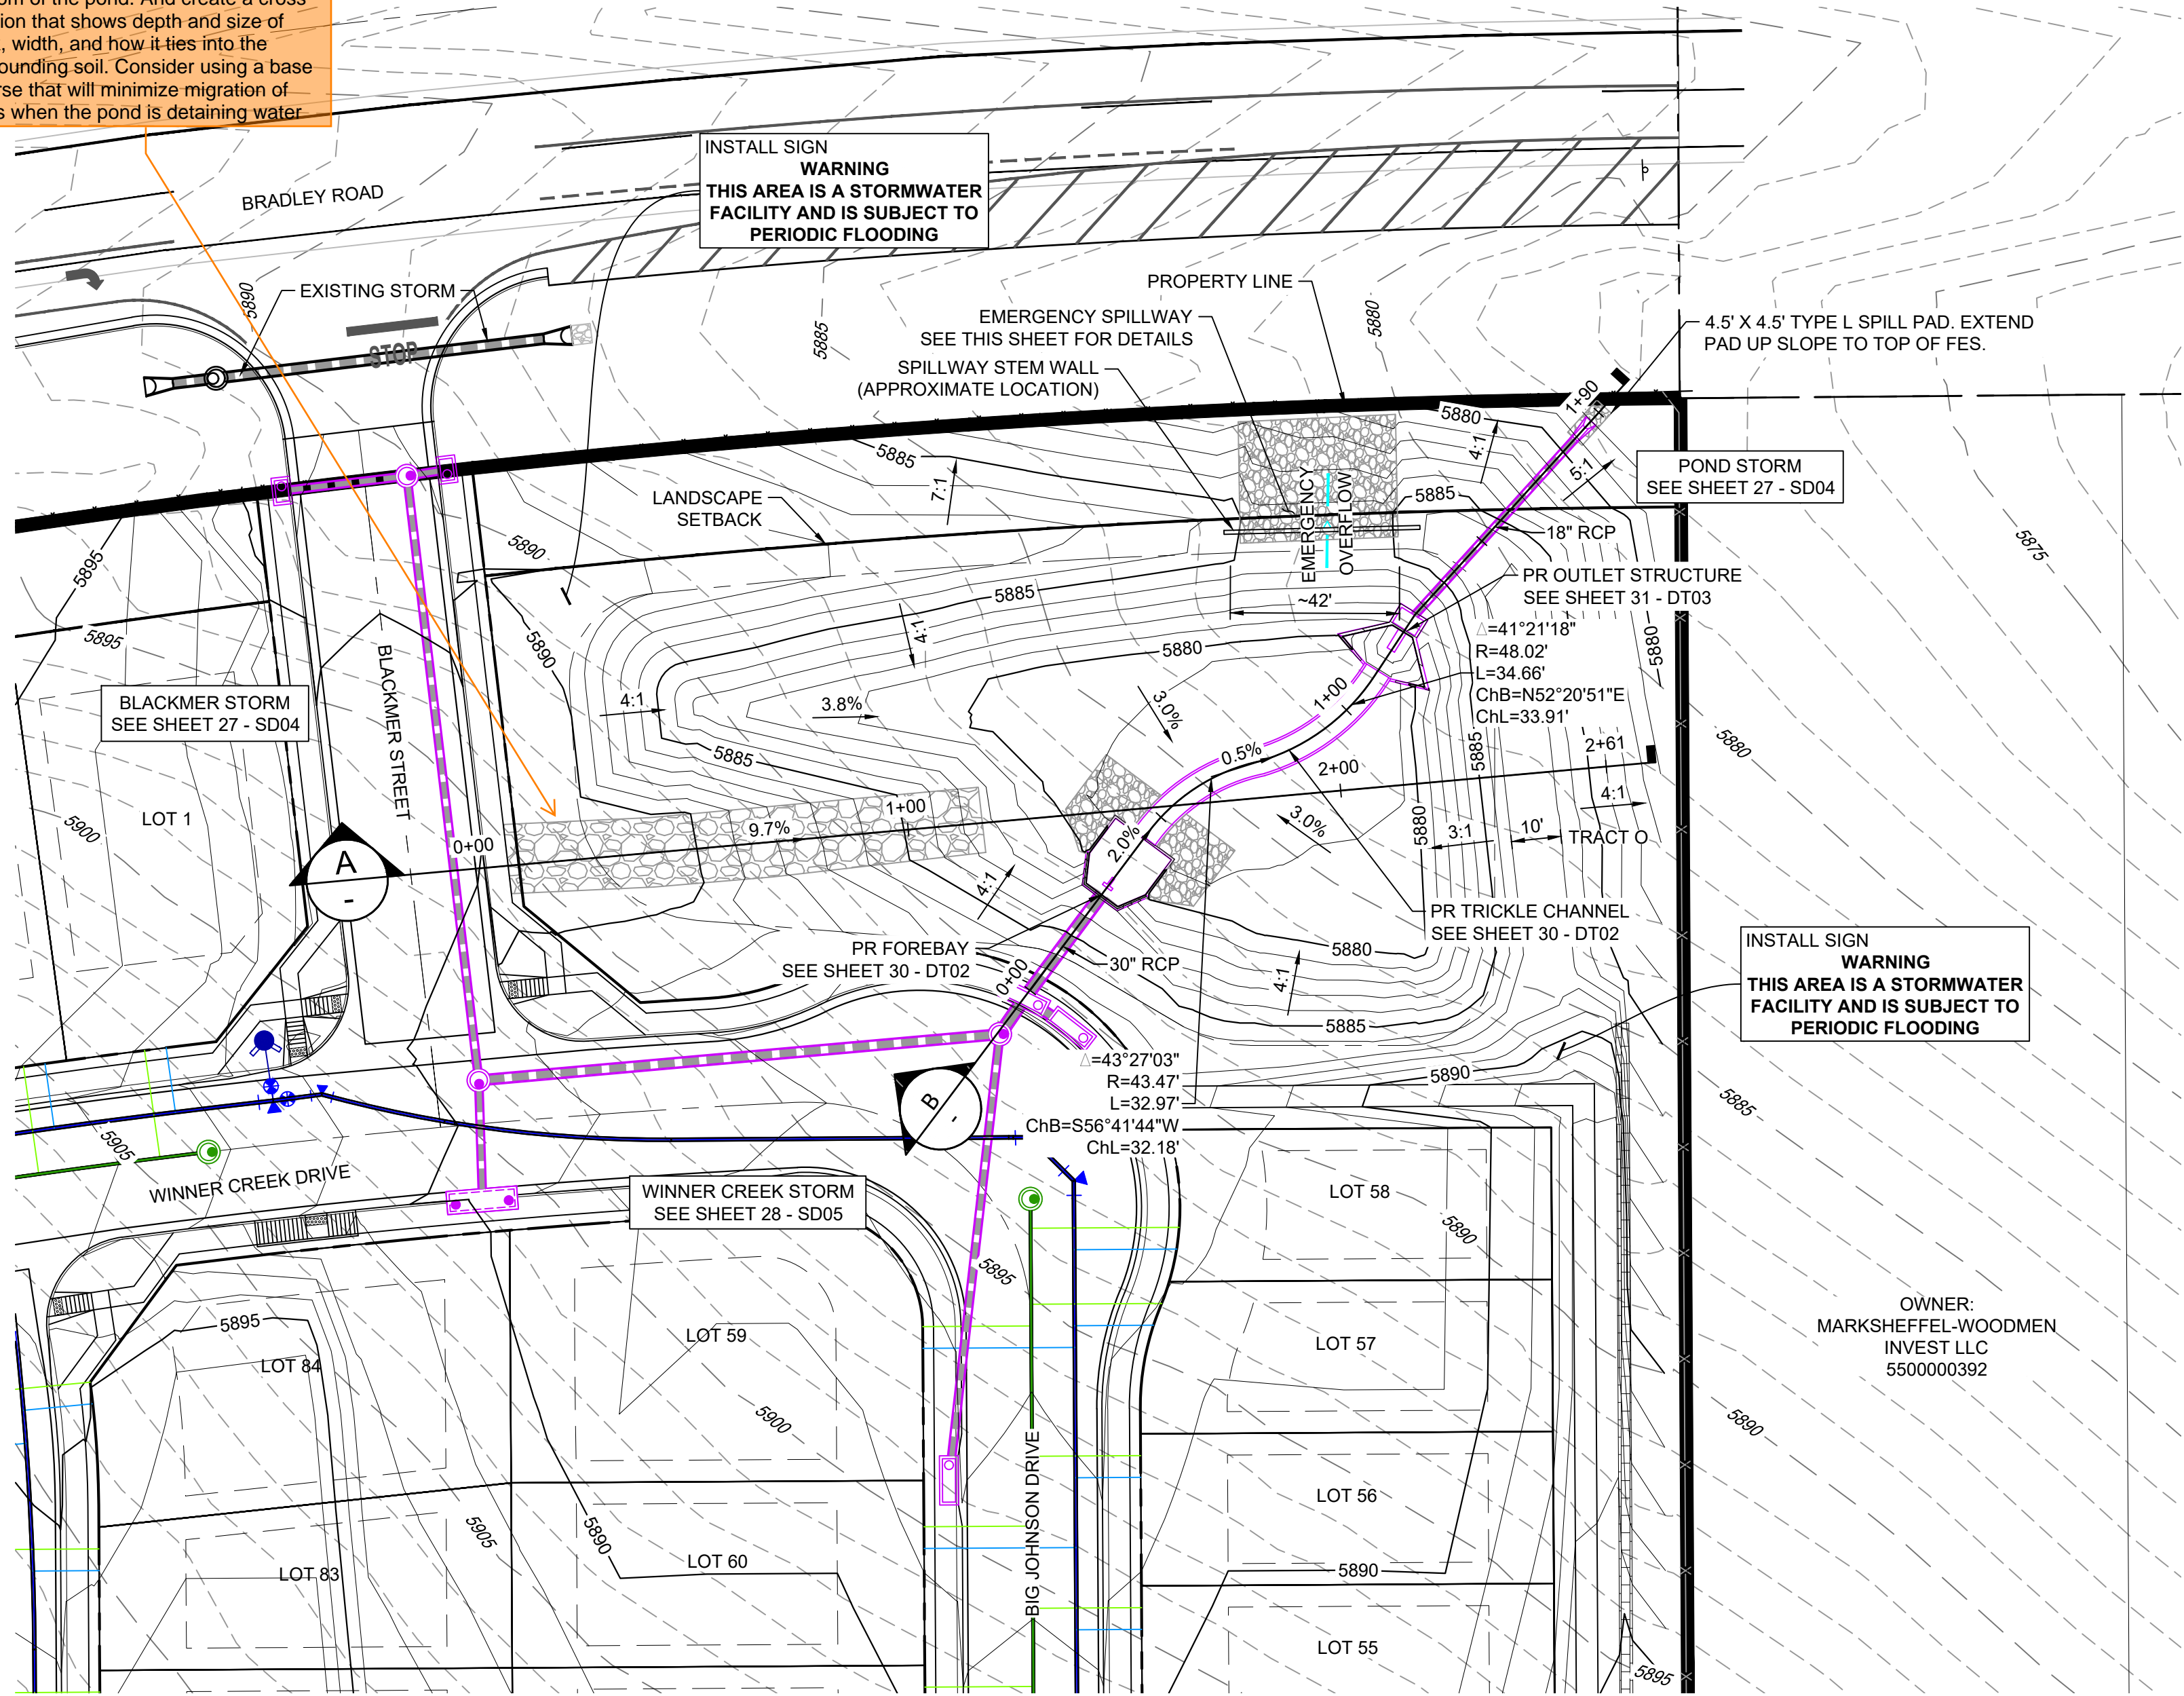 om of the pond. And create a cross
ion that shows depth and size of
, width, and how it ties into the
ounding soil. Consider using a base
rse that will minimize migration of
s when the pond is detaining water
BRADLEY ROAD
INSTALL SIGN
WARNING
THIS AREA IS A STORMWATER
FACILITY AND IS SUBJECT TO
PERIODIC FLOODING
EXISTING STORM
STOP
5890
5885
5880
PROPERTY LINE
EMERGENCY SPILLWAY
SEE THIS SHEET FOR DETAILS
SPILLWAY STEM WALL
(APPROXIMATE LOCATION)
4.5' X 4.5' TYPE L SPILL PAD. EXTEND
PAD UP SLOPE TO TOP OF FES.
1+90
5880
4:1
5:1
POND STORM
SEE SHEET 27 - SD04
5885
7:1
LANDSCAPE
SETBACK
EMERGENCY
OVERFLOW
5885
18" RCP
5875
5895
5890
PR OUTLET STRUCTURE
SEE SHEET 31 - DT03
5885
~42'
△=41°21'18"
R=48.02'
L=34.66'
ChB=N52°20'51"E
ChL=33.91'
5895
5890
4:1
5880
5880
BLACKMER STREET
BLACKMER STORM
SEE SHEET 27 - SD04
4:1
3.8%
3.0%
1+00
5885
0.5%
5885
2+00
2+61
5880
LOT 1
5900
A
-
0+00
9.7%
1+00
2.0%
3.0%
5880
3:1
10'
4:1
TRACT O
4:1
PR TRICKLE CHANNEL
SEE SHEET 30 - DT02
PR FOREBAY
SEE SHEET 30 - DT02
0+00
30" RCP
4:1
5880
5885
INSTALL SIGN
WARNING
THIS AREA IS A STORMWATER
FACILITY AND IS SUBJECT TO
PERIODIC FLOODING
△=43°27'03"
R=43.47'
L=32.97'
ChB=S56°41'44"W
ChL=32.18'
5890
5885
B
-
5905
WINNER CREEK DRIVE
WINNER CREEK STORM
SEE SHEET 28 - SD05
LOT 58
5890
5895
5895
LOT 84
LOT 59
LOT 57
OWNER:
MARKSHEFFEL-WOODMEN
INVEST LLC
5500000392
5900
5890
BIG JOHNSON DRIVE
LOT 56
5905
5890
LOT 83
LOT 60
5890
LOT 55
5895